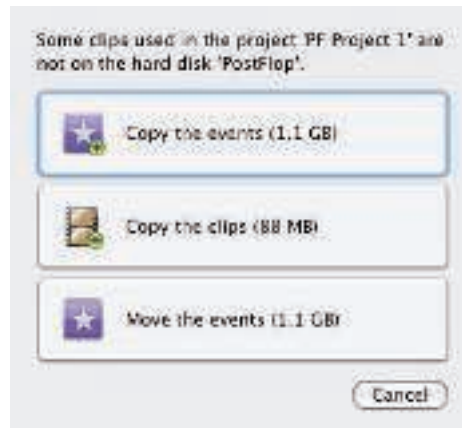 Some clips used in the project 'PF Project 1' are
not on the hard disk 'PostFlop'.
Copy the events (1.1 GB)
Copy the clips (88 MB)
Move the events (1.1 GB)
Cancel